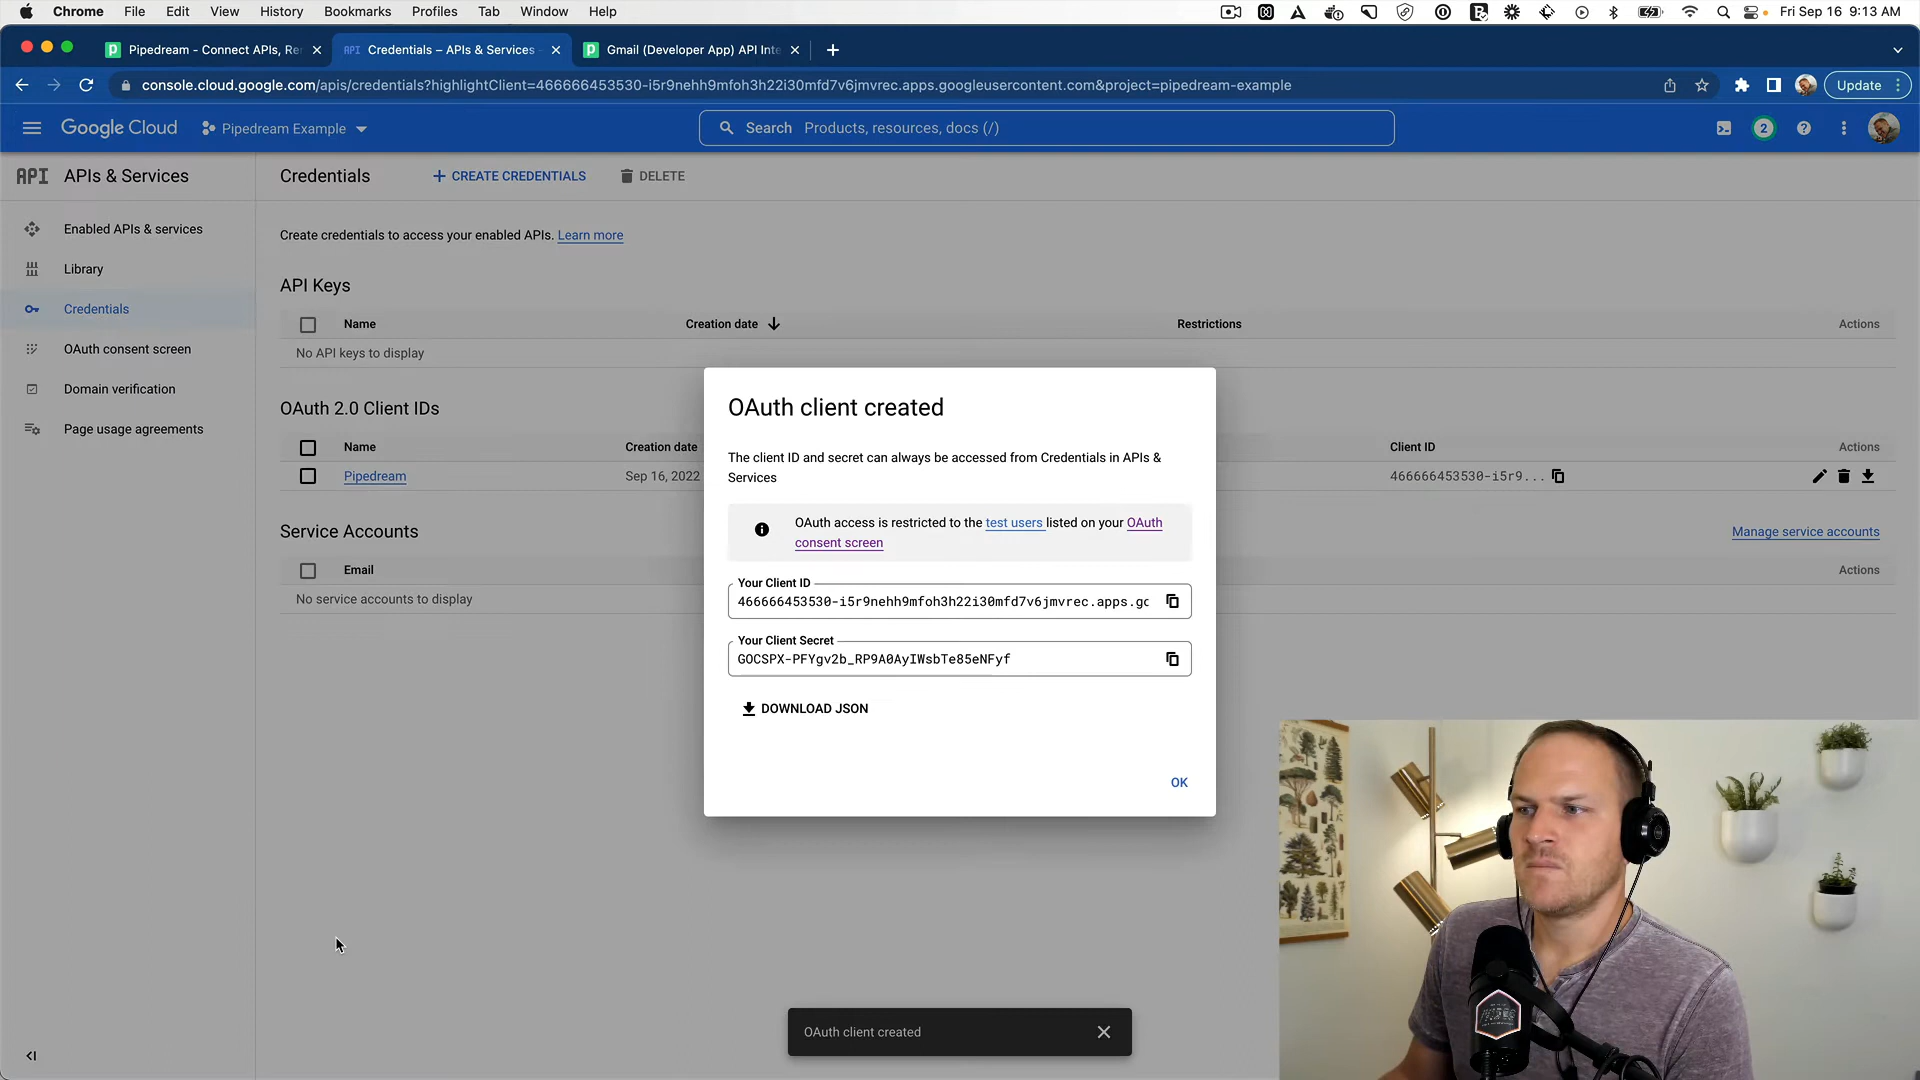 Chrome File Edit View History Bookmarks Profiles Tab Window Help
Fri Sep 16 9:13 AM
Pipedream - Connect APIs, Re
API Credentials – APIs & Services
Gmail (Developer App) API Inte
console.cloud.google.com/apis/credentials?highlightClient=466666453530-i5r9nehh9mfoh3h22i30mfd7v6jmvrec.apps.googleusercontent.com&project=pipedream-example
Update
Google Cloud
Pipedream Example
Search Products, resources, docs (/)
2
API APIs & Services
Credentials
CREATE CREDENTIALS
DELETE
Enabled APIs & services
Library
Credentials
OAuth consent screen
Domain verification
Page usage agreements
Create credentials to access your enabled APIs. Learn more
API Keys
Name Creation date Restrictions Actions
No API keys to display
OAuth 2.0 Client IDs
Name Creation date Client ID Actions
Pipedream Sep 16, 2022 466666453530-i5r9...
Service Accounts
Manage service accounts
Email Actions
No service accounts to display
OAuth client created
The client ID and secret can always be accessed from Credentials in APIs &
Services
OAuth access is restricted to the test users listed on your OAuth
consent screen
Your Client ID
466666453530-i5r9nehh9mfoh3h22i30mfd7v6jmvrec.apps.gc
Your Client Secret
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
DOWNLOAD JSON
OK
OAuth client created